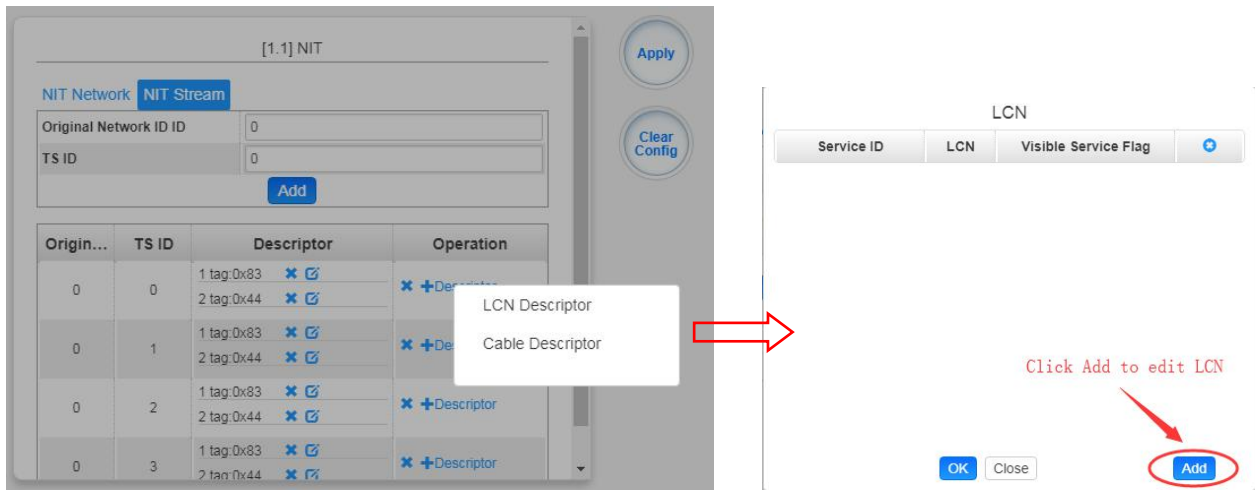 [1.1] NIT
NIT Network NIT Stream
Original Network ID ID 0
TS ID 0
Add
Origin... TS ID Descriptor Operation
0 0 1 tag:0x83 2 tag:0x44
0 1 1 tag:0x83 2 tag:0x44
0 2 1 tag:0x83 2 tag:0x44 Descriptor
0 3 1 tag:0x83 2 tag:0x44 Descriptor
LCN Descriptor
Cable Descriptor
Apply
Clear
Config
LCN
Service ID LCN Visible Service Flag
Click Add to edit LCN
OK Close Add